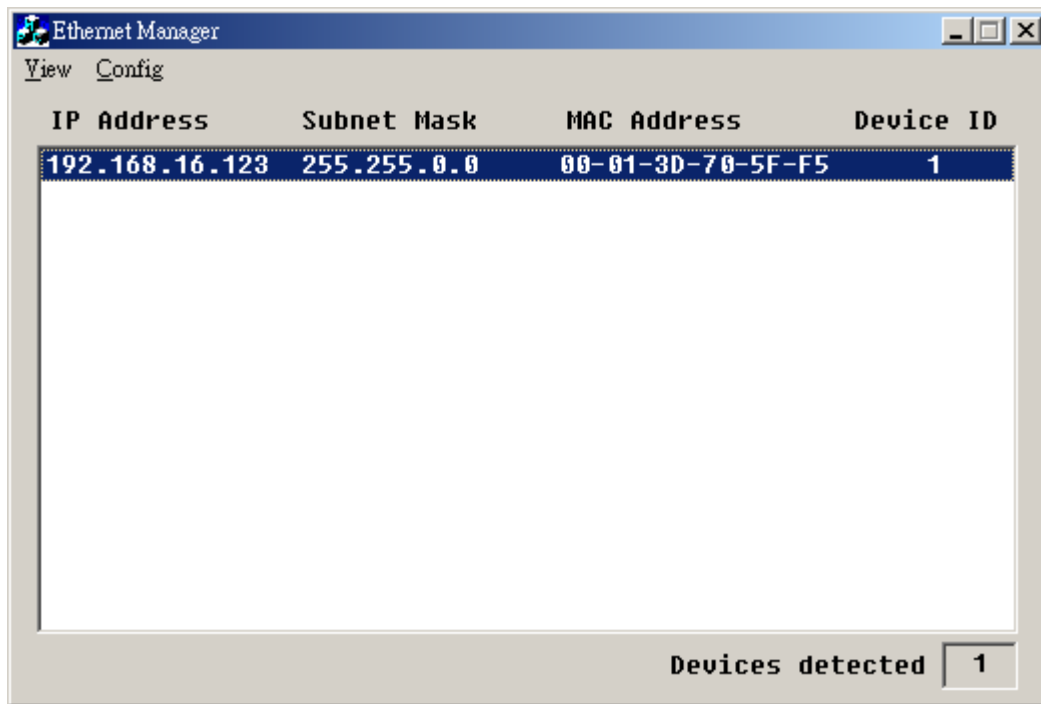 Ethernet Manager
View Config
IP Address Subnet Mask MAC Address Device ID
192.168.16.123 255.255.0.0 00-01-3D-70-5F-F5 1
Devices detected 1